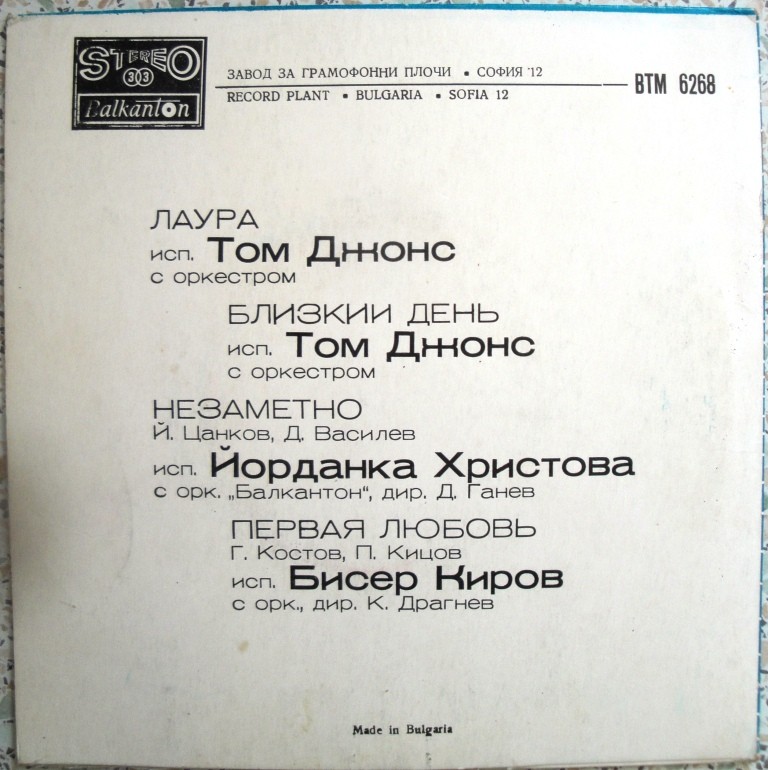 STEREO
33
Balkanton
ЗАВОД ЗА ГРАМОФОННИ ПЛОЧИ ▪ СОФИЯ 12
RECORD PLANT ▪ BULGARIA ▪ SOFIA 12
ВТМ 6268
ЛАУРА
исп. Том Джонс
с оркестром
БЛИЗКИИ ДЕНЬ
исп. Том Джонс
с оркестром
НЕЗАМЕТНО
Й. Цанков, Д. Василев
исп. Йорданка Христова
с орк. „Балкантон“, дир. Д. Ганев
ПЕРВАЯ ЛЮБОВЬ
Г. Костов, П. Кицов
исп. Бисер Киров
с орк., дир. К. Драгнев
Made in Bulgaria